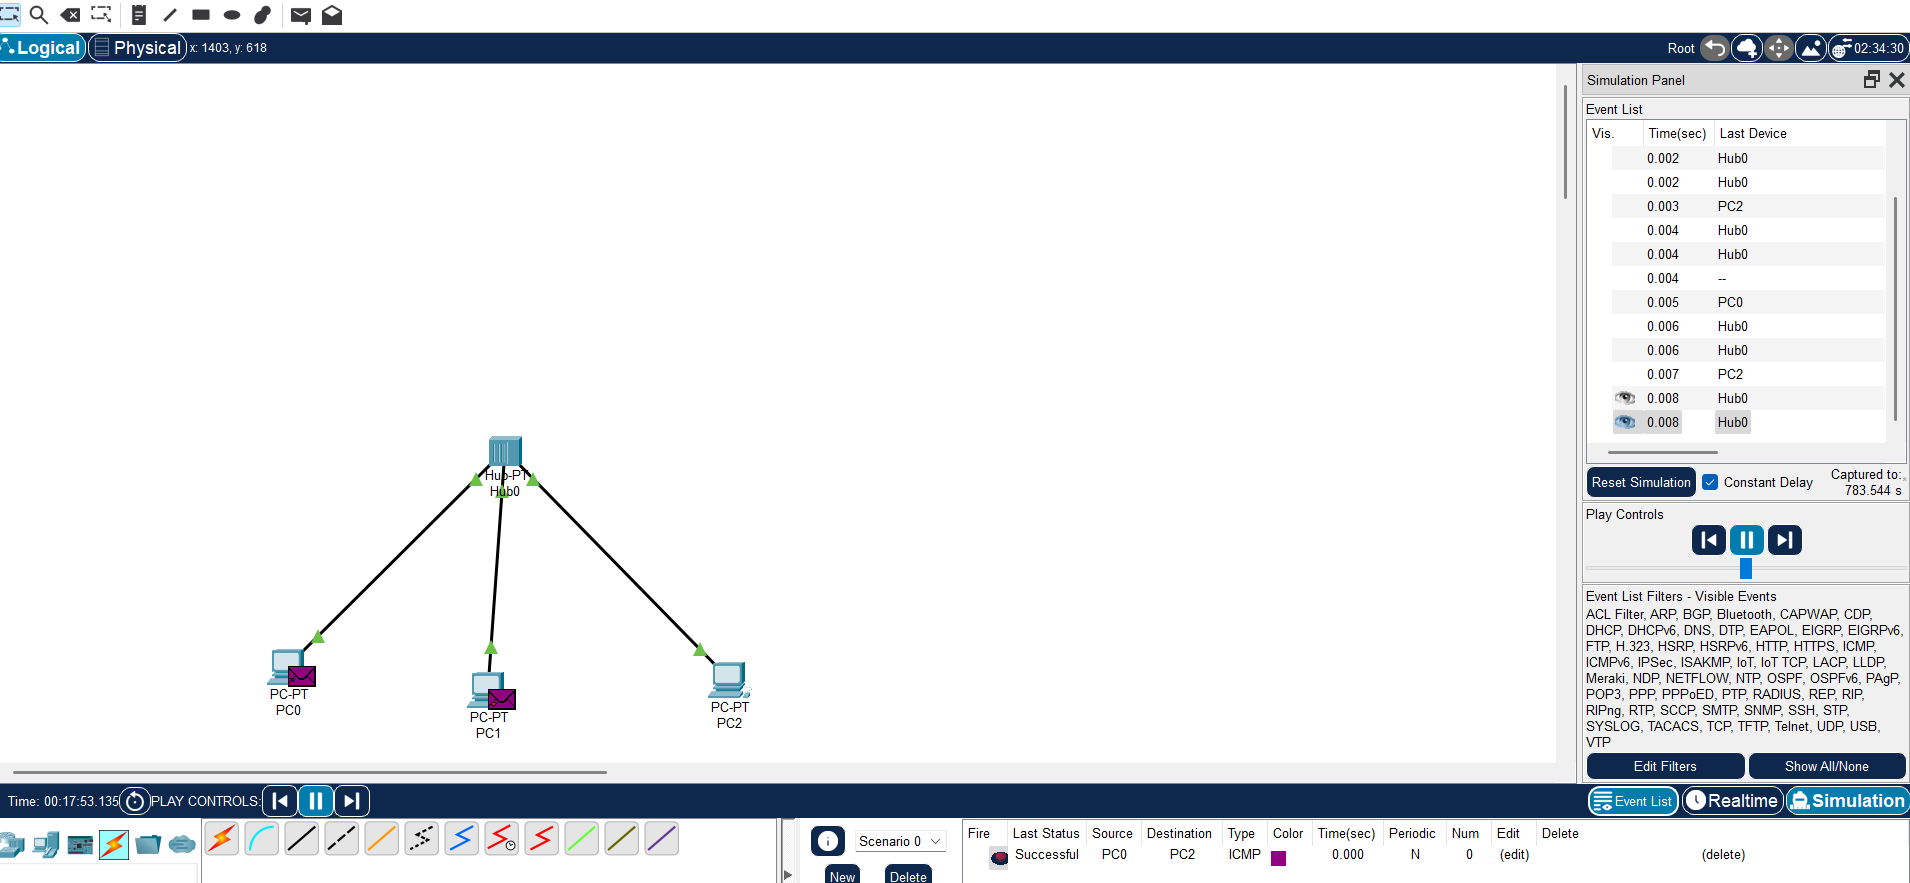 Logical Physical x: 1403, y: 618 Root 02:34:30
Simulation Panel
Event List
Vis. Time(sec) Last Device
0.002 Hub0
0.002 Hub0
0.003 PC2
0.004 Hub0
0.004 Hub0
0.004 --
0.005 PC0
0.006 Hub0
0.006 Hub0
0.007 PC2
0.008 Hub0
0.008 Hub0
Reset Simulation Constant Delay Captured to:
783.544 s
Play Controls
Event List Filters - Visible Events
ACL Filter, ARP, BGP, Bluetooth, CAPWAP, CDP,
DHCP, DHCPv6, DNS, DTP, EAPOL, EIGRP, EIGRPv6,
FTP, H.323, HSRP, HSRPv6, HTTP, HTTPS, ICMP,
ICMPv6, IPSec, ISAKMP, IoT, IoT TCP, LACP, LLDP,
Meraki, NDP, NETFLOW, NTP, OSPF, OSPFv6, PAgP,
POP3, PPP, PPPoED, PTP, RADIUS, REP, RIP,
RIPng, RTP, SCCP, SMTP, SNMP, SSH, STP,
SYSLOG, TACACS, TCP, TFTP, Telnet, UDP, USB,
VTP
Edit Filters Show All/None
Hub-PT
Hub0
PC-PT
PC0
PC-PT
PC1
PC-PT
PC2
Time: 00:17:53.135 PLAY CONTROLS: Event List Realtime Simulation
Scenario 0
New Delete
Fire Last Status Source Destination Type Color Time(sec) Periodic Num Edit Delete
Successful PC0 PC2 ICMP 0.000 N 0 (edit) (delete)